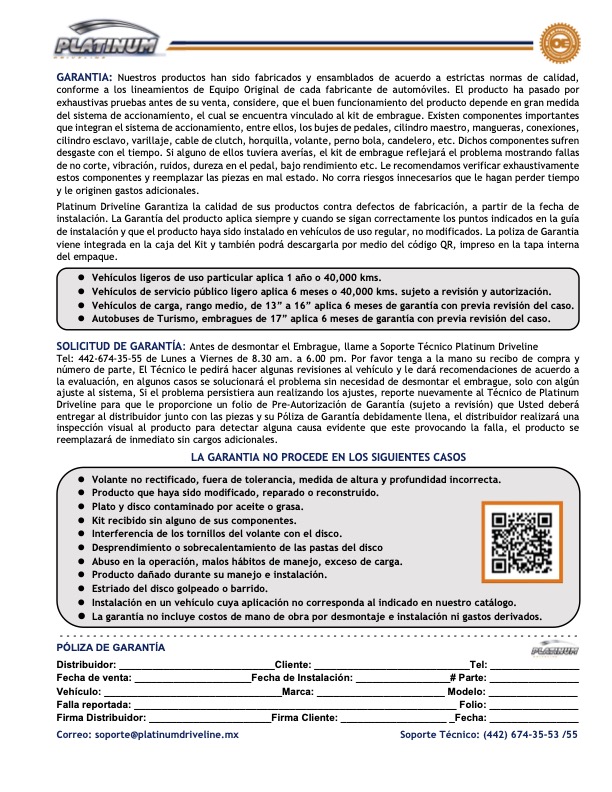 PLATINUM
DRIVELINE
OE
GARANTIA: Nuestros productos han sido fabricados y ensamblados de acuerdo a estrictas normas de calidad,
conforme a los lineamientos de Equipo Original de cada fabricante de automóviles. El producto ha pasado por
exhaustivas pruebas antes de su venta, considere, que el buen funcionamiento del producto depende en gran medida
del sistema de accionamiento, el cual se encuentra vinculado al kit de embrague. Existen componentes importantes
que integran el sistema de accionamiento, entre ellos, los bujes de pedales, cilindro maestro, mangueras, conexiones,
cilindro esclavo, varillaje, cable de clutch, horquilla, volante, perno bola, candelero, etc. Dichos componentes sufren
desgaste con el tiempo. Si alguno de ellos tuviera averías, el kit de embrague reflejará el problema mostrando fallas
de no corte, vibración, ruidos, dureza en el pedal, bajo rendimiento etc. Le recomendamos verificar exhaustivamente
estos componentes y reemplazar las piezas en mal estado. No corra riesgos innecesarios que le hagan perder tiempo
y le originen gastos adicionales.
Platinum Driveline Garantiza la calidad de sus productos contra defectos de fabricación, a partir de la fecha de
instalación. La Garantía del producto aplica siempre y cuando se sigan correctamente los puntos indicados en la guía
de instalación y que el producto haya sido instalado en vehículos de uso regular, no modificados. La poliza de Garantia
viene integrada en la caja del Kit y también podrá descargarla por medio del código QR, impreso en la tapa interna
del empaque.
● Vehículos ligeros de uso particular aplica 1 año o 40,000 kms.
● Vehículos de servicio público ligero aplica 6 meses o 40,000 kms. sujeto a revisión y autorización.
● Vehículos de carga, rango medio, de 13” a 16” aplica 6 meses de garantía con previa revisión del caso.
● Autobuses de Turismo, embragues de 17” aplica 6 meses de garantía con previa revisión del caso.
SOLICITUD DE GARANTÍA: Antes de desmontar el Embrague, llame a Soporte Técnico Platinum Driveline
Tel: 442-674-35-55 de Lunes a Viernes de 8.30 am. a 6.00 pm. Por favor tenga a la mano su recibo de compra y
número de parte, El Técnico le pedirá hacer algunas revisiones al vehículo y le dará recomendaciones de acuerdo a
la evaluación, en algunos casos se solucionará el problema sin necesidad de desmontar el embrague, solo con algún
ajuste al sistema, Si el problema persistiera aun realizando los ajustes, reporte nuevamente al Técnico de Platinum
Driveline para que le proporcione un folio de Pre-Autorización de Garantía (sujeto a revisión) que Usted deberá
entregar al distribuidor junto con las piezas y su Póliza de Garantía debidamente llena, el distribuidor realizará una
inspección visual al producto para detectar alguna causa evidente que este provocando la falla, el producto se
reemplazará de inmediato sin cargos adicionales.
LA GARANTIA NO PROCEDE EN LOS SIGUIENTES CASOS
● Volante no rectificado, fuera de tolerancia, medida de altura y profundidad incorrecta.
● Producto que haya sido modificado, reparado o reconstruido.
● Plato y disco contaminado por aceite o grasa.
● Kit recibido sin alguno de sus componentes.
● Interferencia de los tornillos del volante con el disco.
● Desprendimiento o sobrecalentamiento de las pastas del disco
● Abuso en la operación, malos hábitos de manejo, exceso de carga.
● Producto dañado durante su manejo e instalación.
● Estriado del disco golpeado o barrido.
● Instalación en un vehículo cuya aplicación no corresponda al indicado en nuestro catálogo.
● La garantía no incluye costos de mano de obra por desmontaje e instalación ni gastos derivados.
PLATINUM
PÓLIZA DE GARANTÍA
Distribuidor: ____________________________Cliente: ____________________________Tel: ________________
Fecha de venta: _____________________Fecha de Instalación: _________________# Parte: ________________
Vehículo: ________________________________Marca: _______________________ Modelo: ________________
Falla reportada: __________________________________________________________ Folio: ________________
Firma Distribuidor: ______________________Firma Cliente: ____________________ _Fecha: ________________
Correo: soporte@platinumdriveline.mx Soporte Técnico: (442) 674-35-53 /55